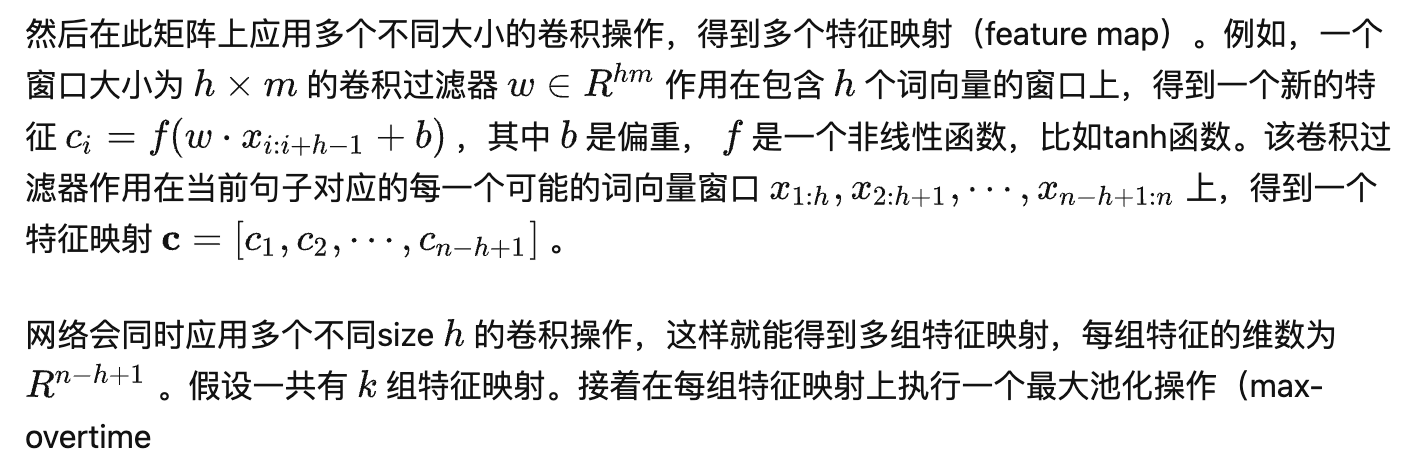 然后在此矩阵上应用多个不同大小的卷积操作，得到多个特征映射（feature map）。例如，一个
窗口大小为 h × m 的卷积过滤器 w ∈ R^{hm} 作用在包含 h 个词向量的窗口上，得到一个新的特
征 c_i = f(w · x_{i:i+h−1} + b) ，其中 b 是偏重， f 是一个非线性函数，比如tanh函数。该卷积过
滤器作用在当前句子对应的每一个可能的词向量窗口 x_{1:h}, x_{2:h+1}, ⋯ , x_{n−h+1:n} 上，得到一个
特征映射 c = [c_1, c_2, ⋯ , c_{n−h+1}] 。
网络会同时应用多个不同size h 的卷积操作，这样就能得到多组特征映射，每组特征的维数为
R^{n−h+1} 。假设一共有 k 组特征映射。接着在每组特征映射上执行一个最大池化操作（max-
overtime